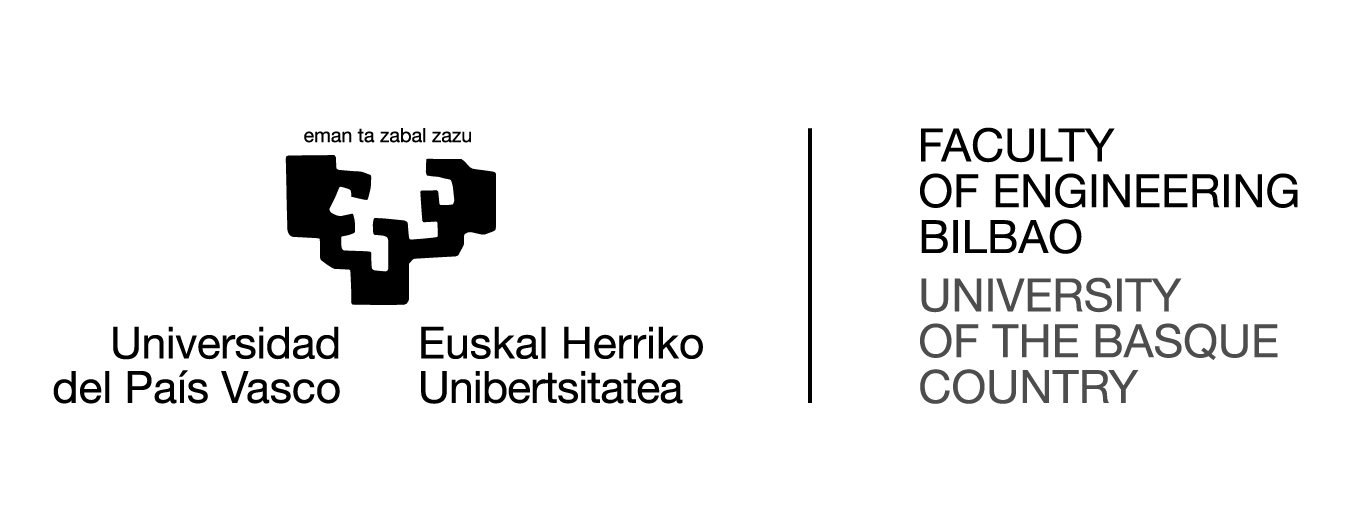 eman ta zabal zazu
Universidad
del País Vasco
Euskal Herriko
Unibertsitatea
FACULTY
OF ENGINEERING
BILBAO
UNIVERSITY
OF THE BASQUE
COUNTRY